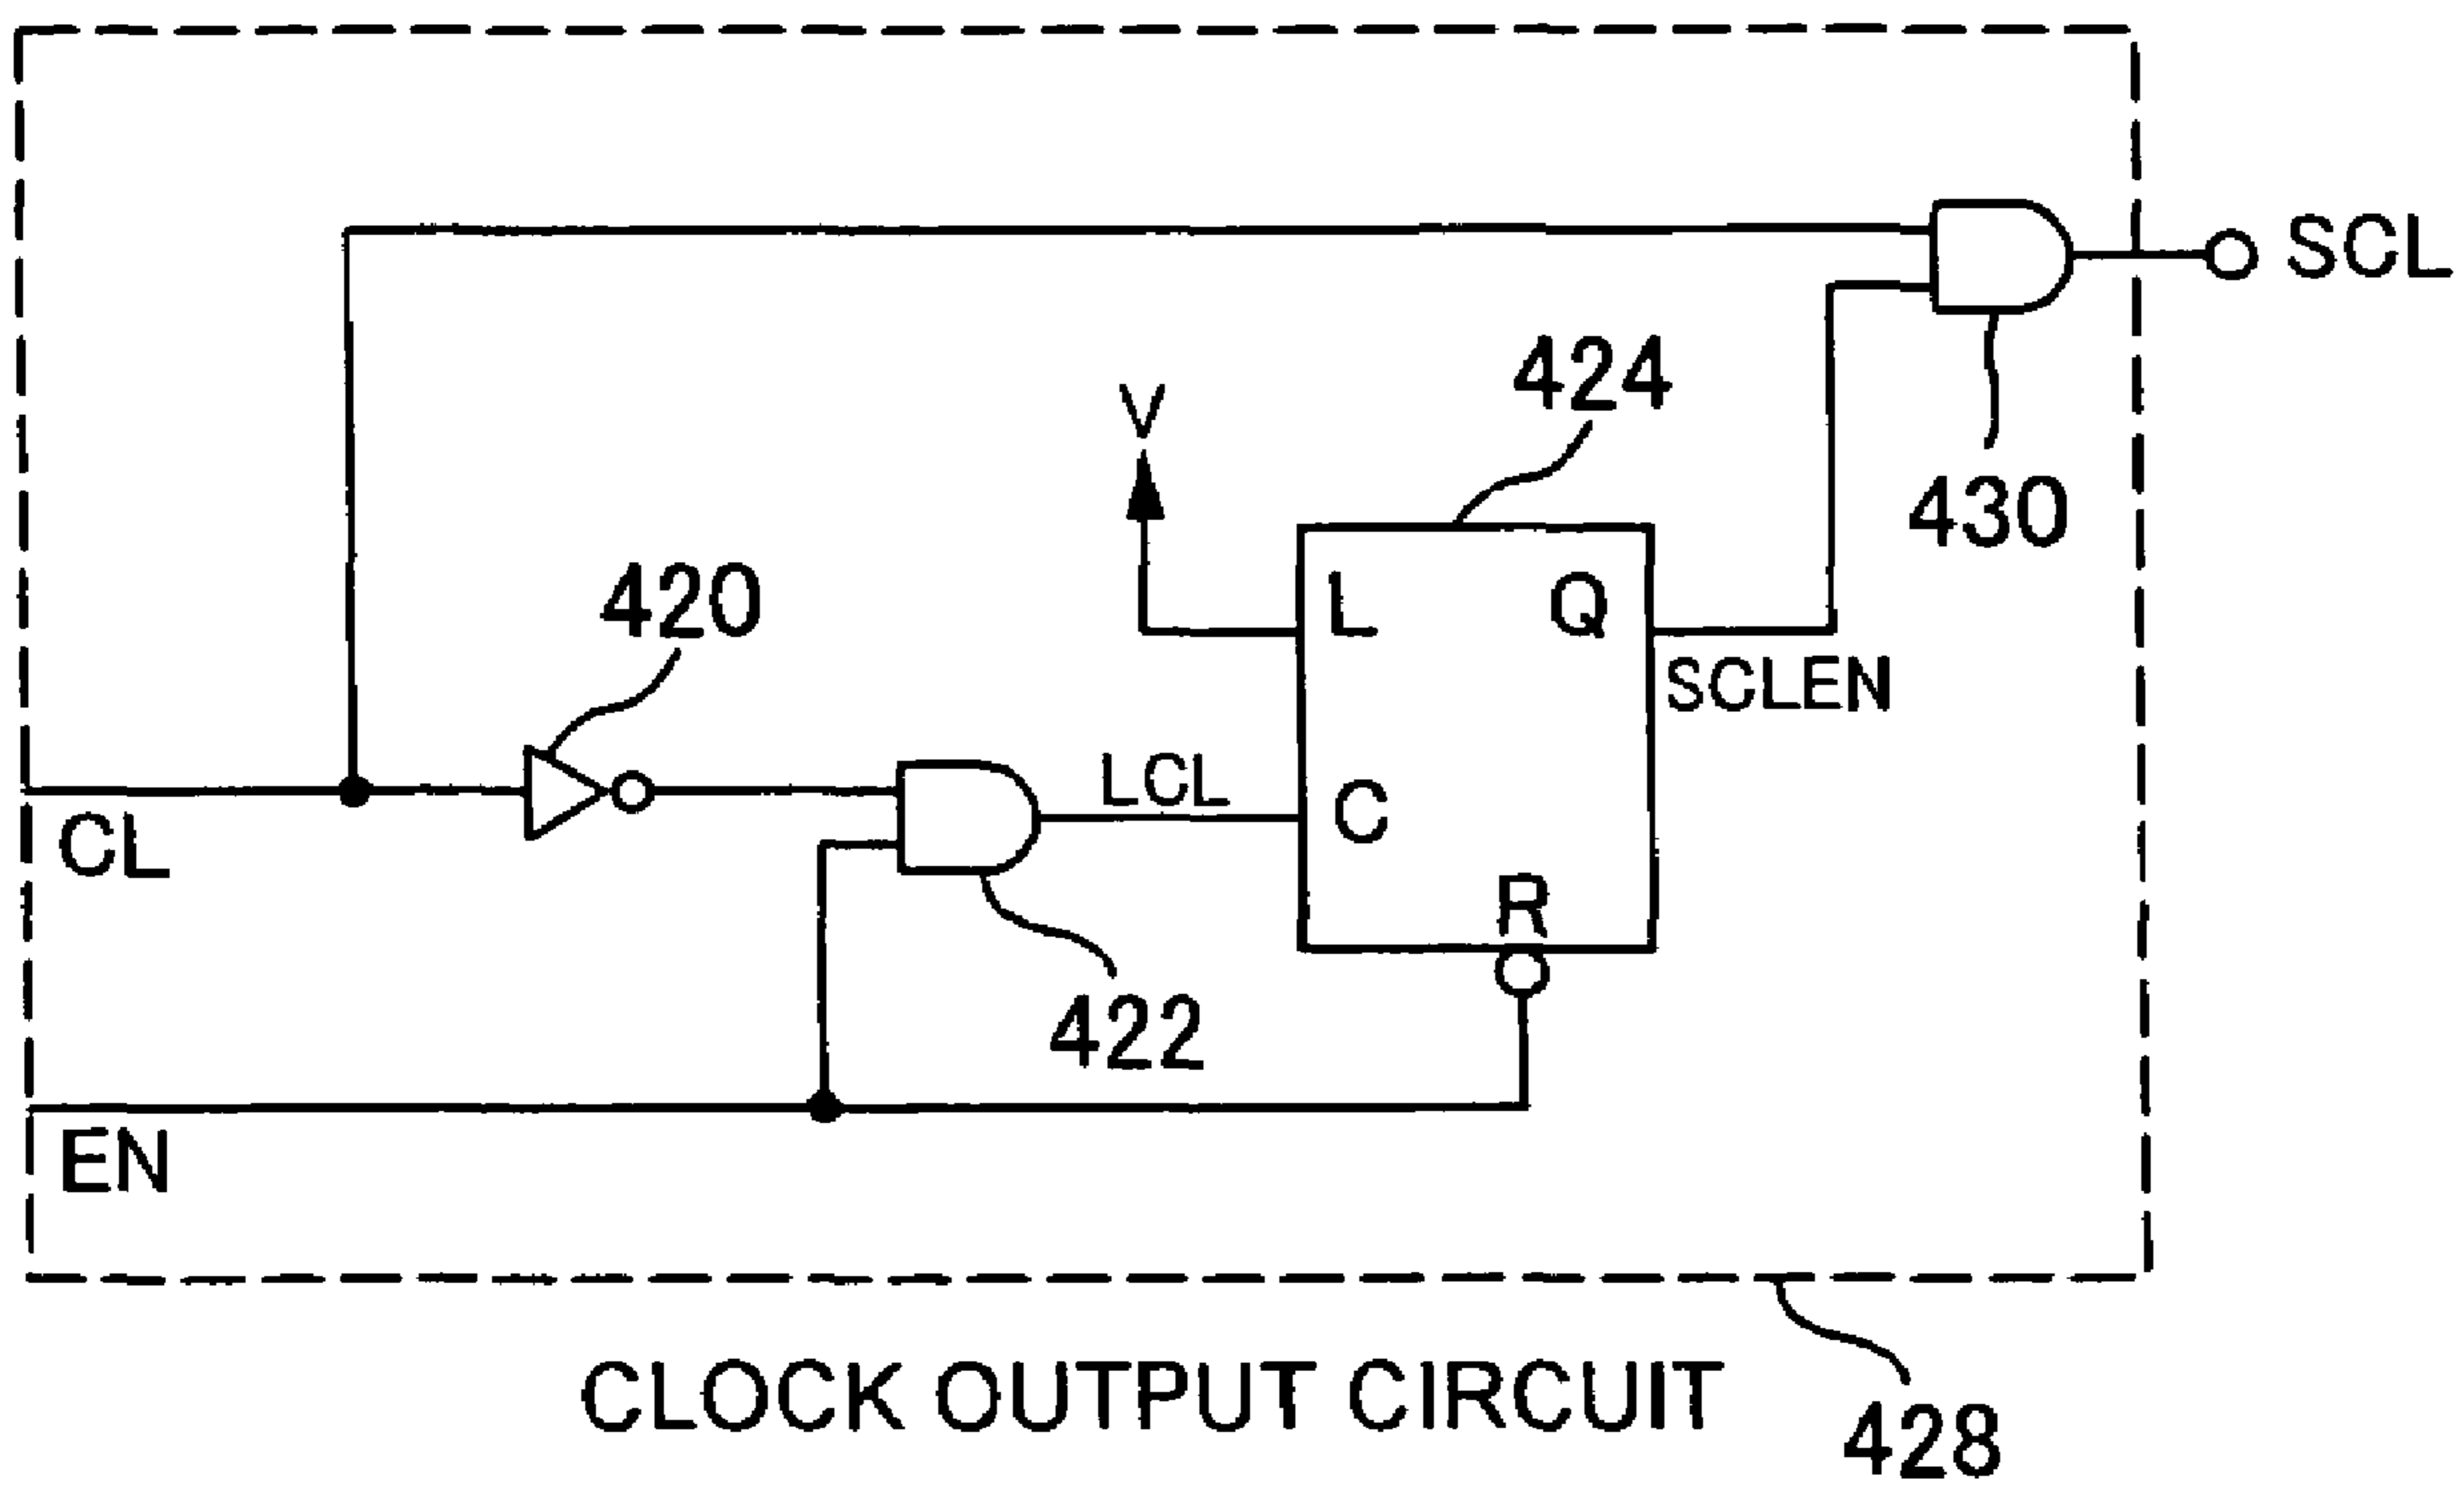 SCL
424
V
430
420
L
Q
SCLEN
LCL
C
CL
R
422
EN
CLOCK OUTPUT CIRCUIT
428